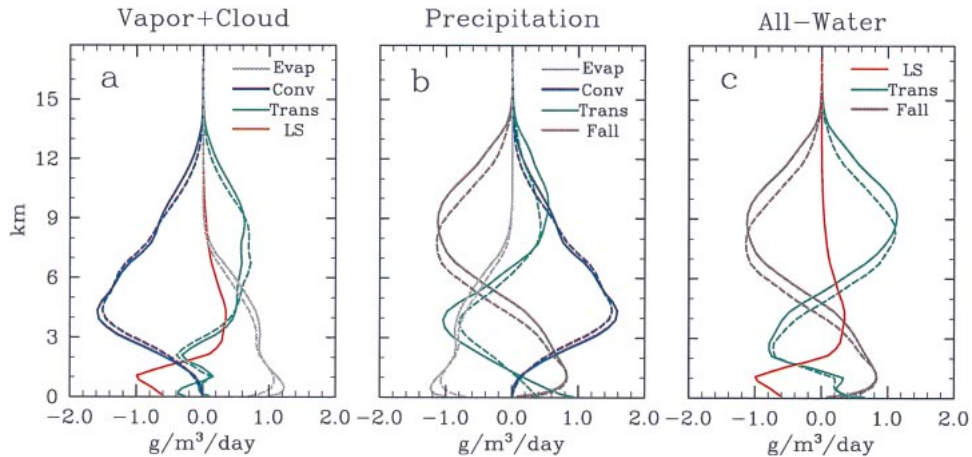 Vapor+Cloud
Precipitation
All-Water
a
Evap
Conv
Trans
LS
b
Evap
Conv
Trans
Fall
c
LS
Trans
Fall
km
15
12
9
6
3
0
-2.0 -1.0 0.0 1.0 2.0
-2.0 -1.0 0.0 1.0 2.0
-2.0 -1.0 0.0 1.0 2.0
g/m³/day
g/m³/day
g/m³/day